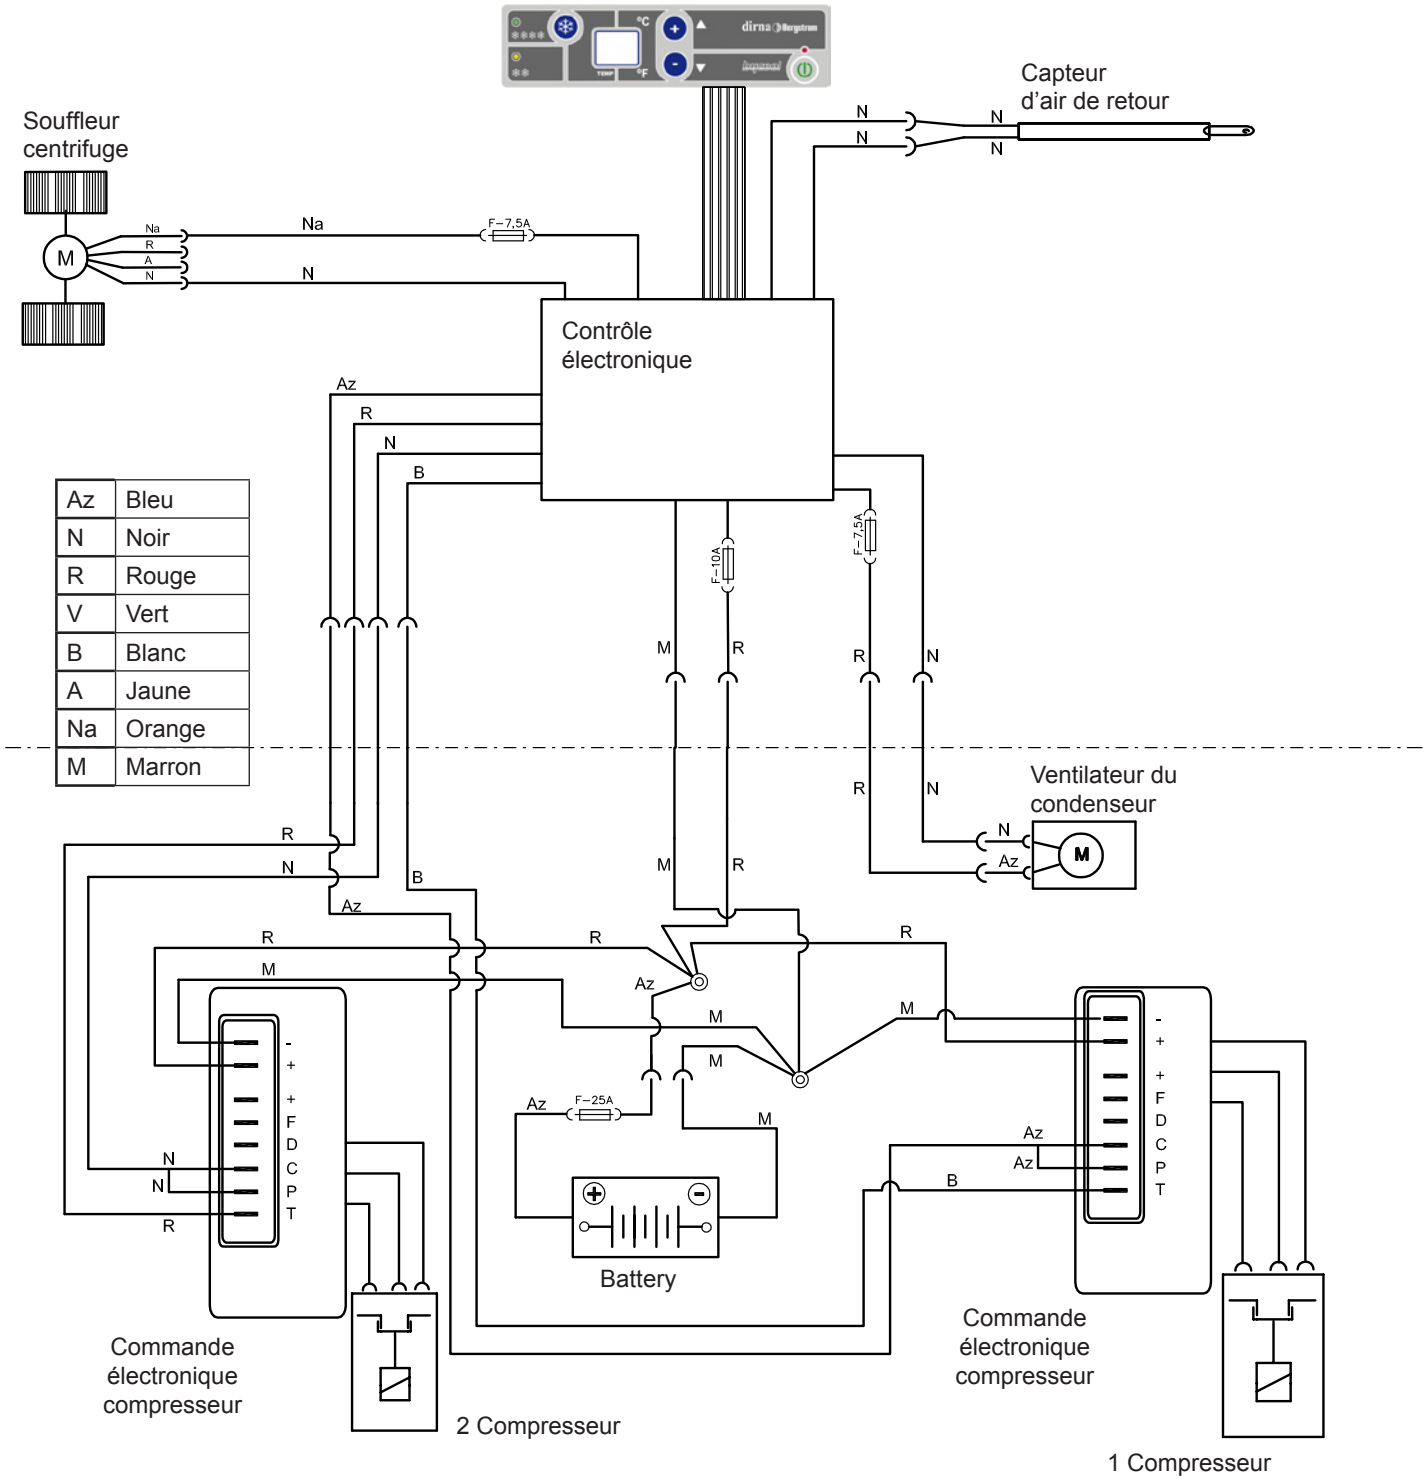 °C
dirna Bergstrom
TEMP
°F
Capteur
d'air de retour
N
N
N
N
Souffleur
centrifuge
M
Na
R
A
N
Na
F-7,5A
N
Contrôle
électronique
Az
R
N
B
Az Bleu
N Noir
R Rouge
V Vert
B Blanc
A Jaune
Na Orange
M Marron
F-10A
F-7,5A
M
R
R
N
R
N
Ventilateur du
condenseur
N
Az
M
R
N
B
Az
M
R
R
R
R
M
Az
M
M
M
-
+
+
F
D
C
P
T
N
N
R
Az
F-25A
M
+
-
Battery
Az
Az
B
-
+
+
F
D
C
P
T
Commande
électronique
compresseur
2 Compresseur
Commande
électronique
compresseur
1 Compresseur